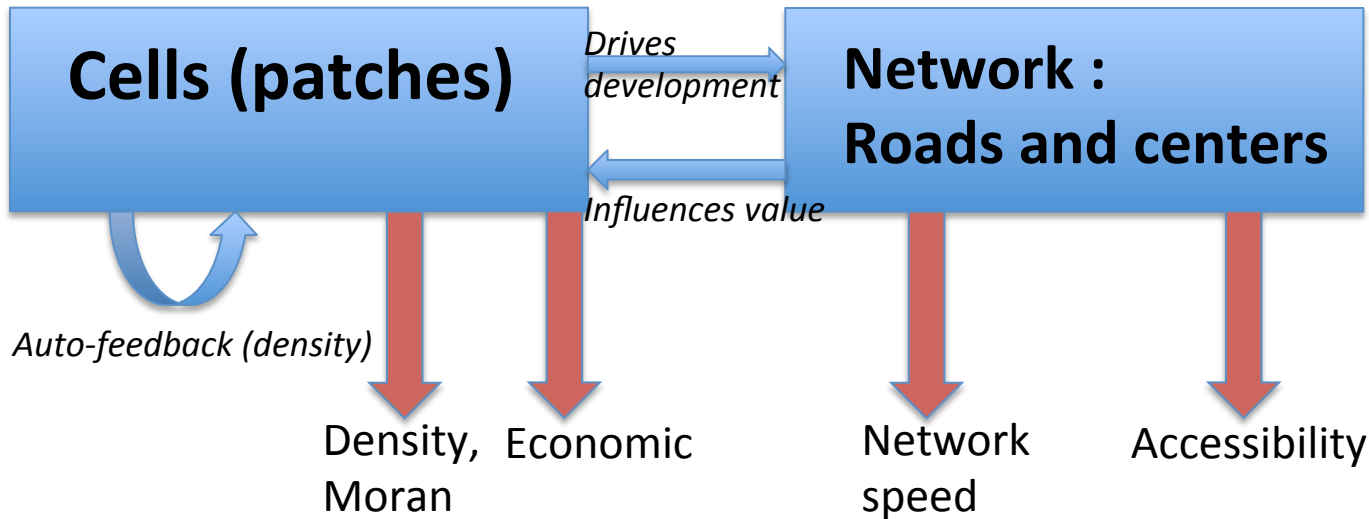 Cells (patches)
Drives
development
Network :
Roads and centers
Influences value
Auto-feedback (density)
Density,
Moran
Economic
Network
speed
Accessibility